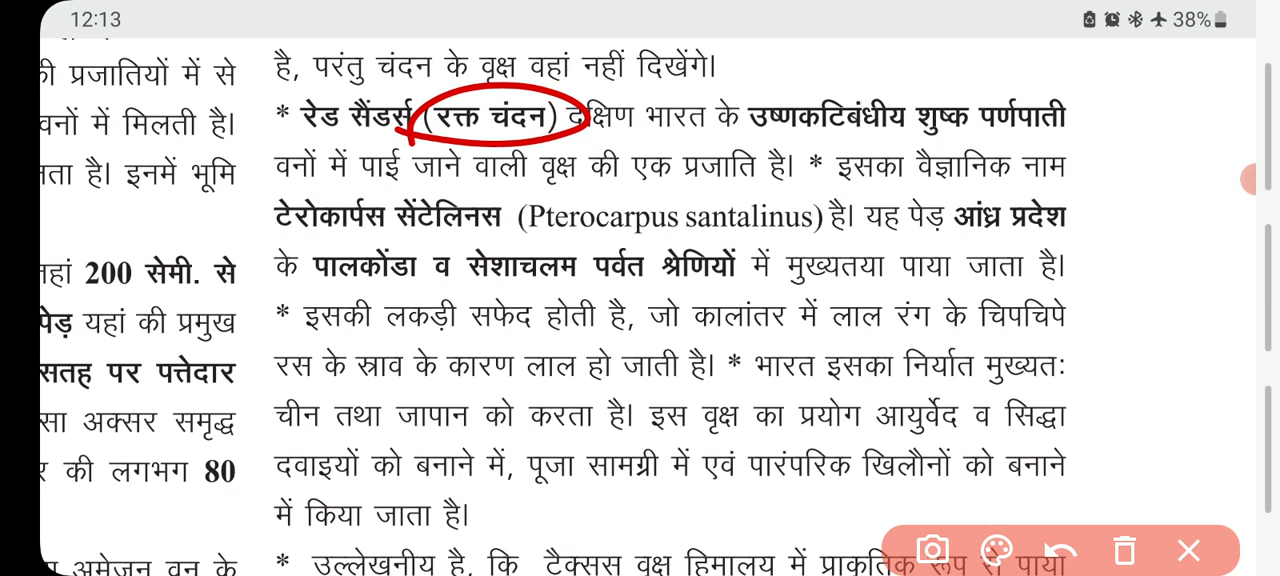 12:13
38%
की प्रजातियों में से
वनों में मिलती है।
है। इनमें भूमि
200 सेमी. से
पेड़ यहां की प्रमुख
सतह पर पत्तेदार
अक्सर समृद्ध
की लगभग 80
अमेजन वन के
है, परंतु चंदन के वृक्ष वहां नहीं दिखेंगे।
* रेड सैंडर्स (रक्त चंदन) दक्षिण भारत के उष्णकटिबंधीय शुष्क पर्णपाती
वनों में पाई जाने वाली वृक्ष की एक प्रजाति है। * इसका वैज्ञानिक नाम
टेरोकार्पस सेंटेलिनस (Pterocarpus santalinus) है। यह पेड़ आंध्र प्रदेश
के पालकोंडा व सेशाचलम पर्वत श्रेणियों में मुख्यतया पाया जाता है।
* इसकी लकड़ी सफेद होती है, जो कालांतर में लाल रंग के चिपचिपे
रस के स्राव के कारण लाल हो जाती है। * भारत इसका निर्यात मुख्यतः
चीन तथा जापान को करता है। इस वृक्ष का प्रयोग आयुर्वेद व सिद्धा
दवाइयों को बनाने में, पूजा सामग्री में एवं पारंपरिक खिलौनों को बनाने
में किया जाता है।
* उल्लेखनीय है, कि टैक्सस वृक्ष हिमालय में प्राकृतिक रूप से पाया